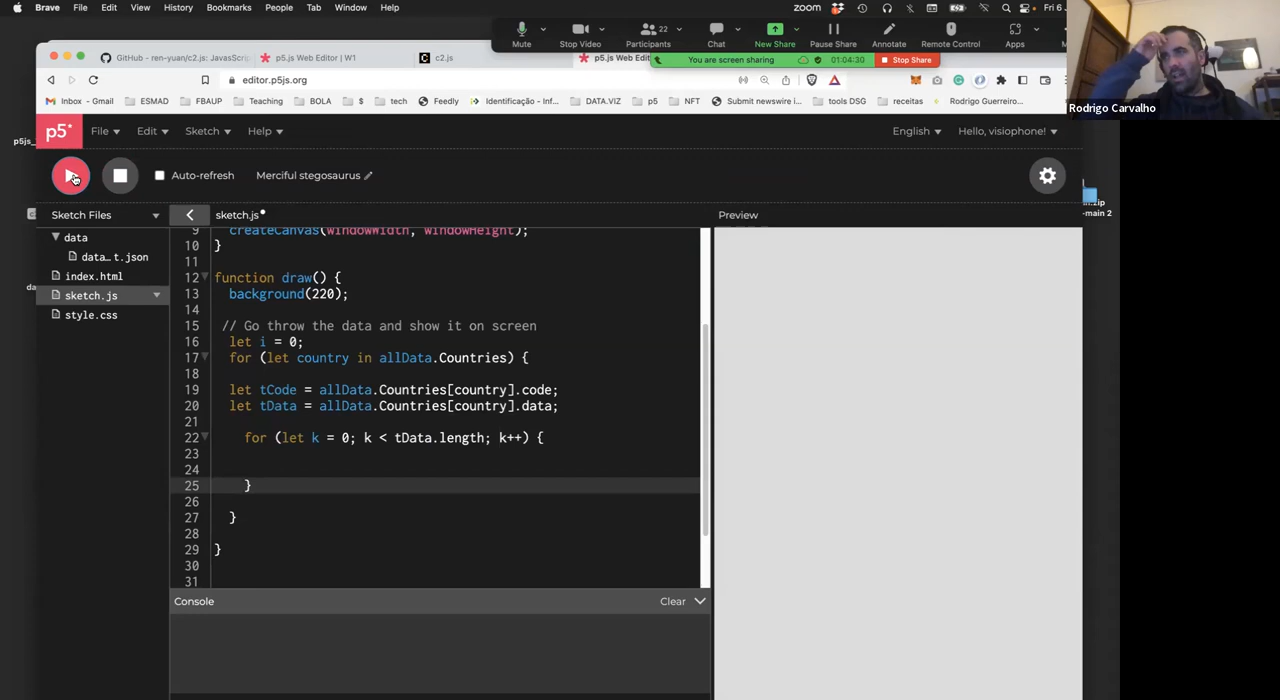 Brave File Edit View History Bookmarks People Tab Window Help
zoom Fri 6
Mute Stop Video Participants 22 Chat New Share Pause Share Annotate Remote Control Apps
You are screen sharing 01:04:30 Stop Share
Rodrigo Carvalho
GitHub - ren-yuan/c2.js: JavaScrip p5.js Web Editor | W1 c2.js p5.js Web Edit
editor.p5js.org
Inbox - Gmail ESMAD FBAUP Teaching BOLA $ tech Feedly Identificação - Inf... DATA.VIZ p5 NFT Submit newswire i... tools DSG receitas Rodrigo Guerreiro...
p5* File Edit Sketch Help English Hello, visiophone!
p5js_
Auto-refresh Merciful stegosaurus
.zip
-main 2
Sketch Files sketch.js Preview
data
data...t.json
index.html
sketch.js
style.css
9 createCanvas(windowWidth, windowHeight);
10 }
11
12 function draw() {
13 background(220);
14
15 // Go throw the data and show it on screen
16 let i = 0;
17 for (let country in allData.Countries) {
18
19 let tCode = allData.Countries[country].code;
20 let tData = allData.Countries[country].data;
21
22 for (let k = 0; k < tData.length; k++) {
23
24
25 }
26
27 }
28
29 }
30
31
Console Clear